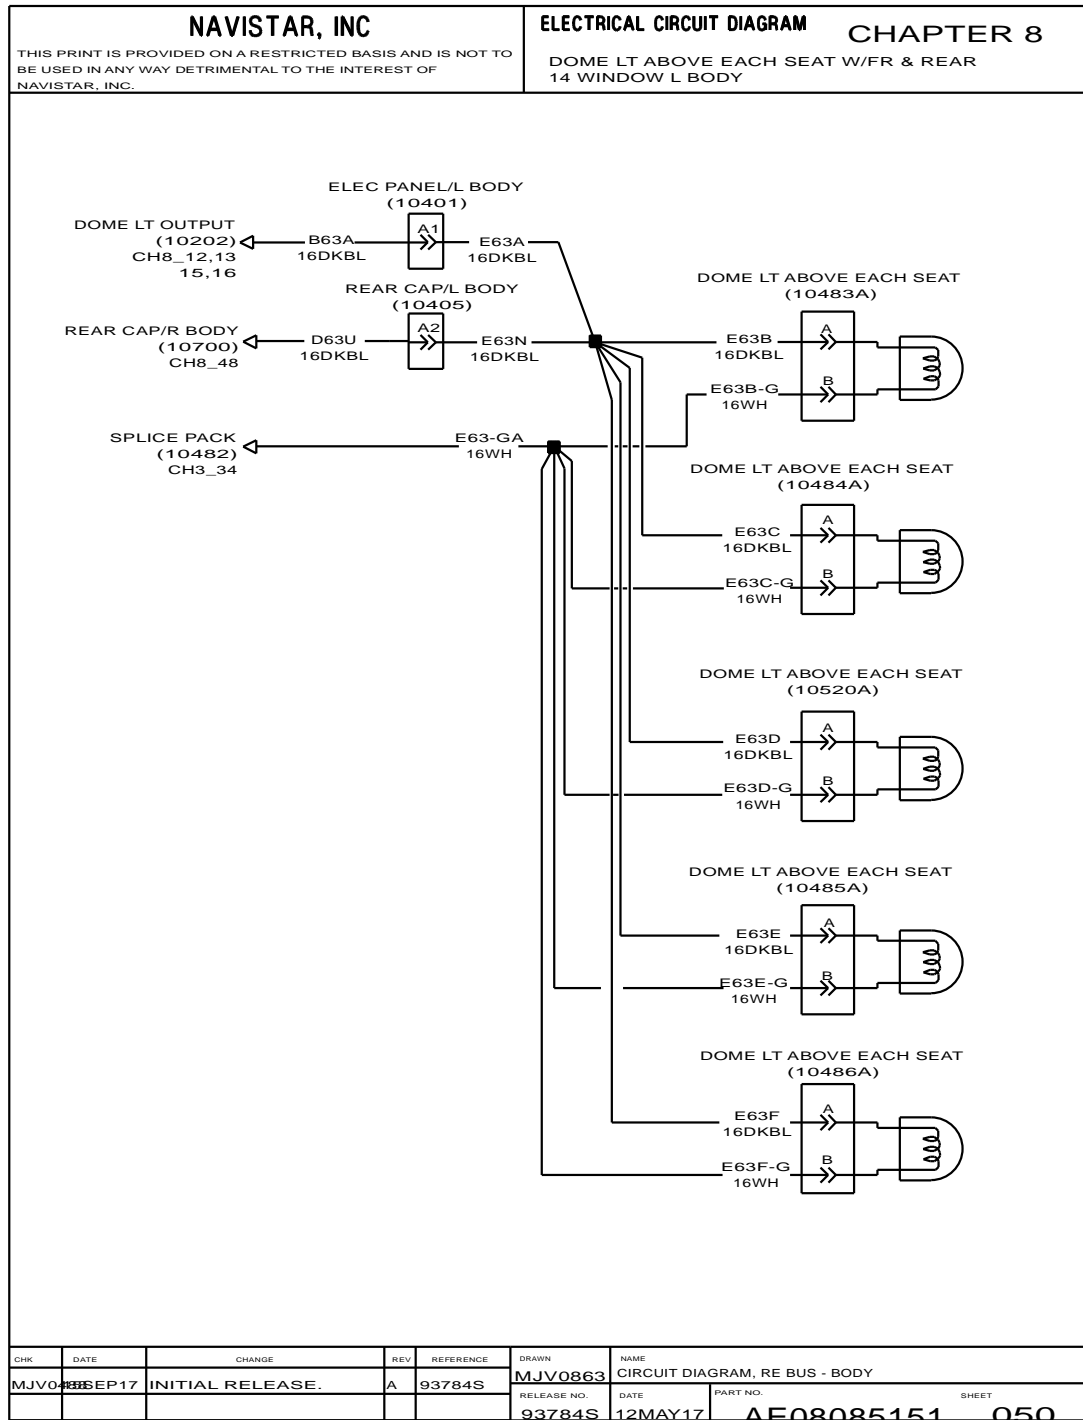 NAVISTAR, INC
THIS PRINT IS PROVIDED ON A RESTRICTED BASIS AND IS NOT TO
BE USED IN ANY WAY DETRIMENTAL TO THE INTEREST OF
NAVISTAR, INC.
ELECTRICAL CIRCUIT DIAGRAM
CHAPTER 8
DOME LT ABOVE EACH SEAT W/FR & REAR
14 WINDOW L BODY
ELEC PANEL/L BODY
(10401)
DOME LT OUTPUT
(10202)
CH8_12,13
15,16
B63A
16DKBL
A1
E63A
16DKBL
REAR CAP/L BODY
(10405)
REAR CAP/R BODY
(10700)
CH8_48
D63U
16DKBL
A2
E63N
16DKBL
SPLICE PACK
(10482)
CH3_34
E63-GA
16WH
DOME LT ABOVE EACH SEAT
(10483A)
E63B
16DKBL
A
E63B-G
16WH
B
DOME LT ABOVE EACH SEAT
(10484A)
E63C
16DKBL
A
E63C-G
16WH
B
DOME LT ABOVE EACH SEAT
(10520A)
E63D
16DKBL
A
E63D-G
16WH
B
DOME LT ABOVE EACH SEAT
(10485A)
E63E
16DKBL
A
E63E-G
16WH
B
DOME LT ABOVE EACH SEAT
(10486A)
E63F
16DKBL
A
E63F-G
16WH
B
CHK DATE CHANGE REV REFERENCE
INITIAL RELEASE. A 93784S
DRAWN
MJV0863
NAME
CIRCUIT DIAGRAM, RE BUS - BODY
RELEASE NO.
93784S
DATE
12MAY17
PART NO.
AE08085151
SHEET
050